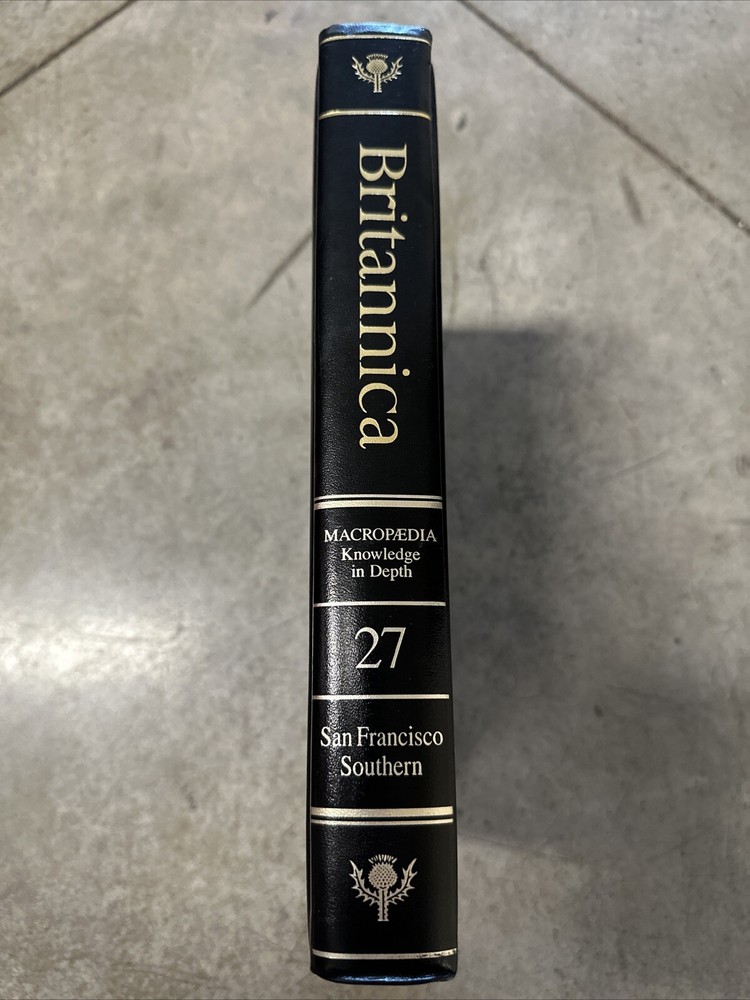 Britannica
MACROPÆDIA
Knowledge
in Depth
27
San Francisco
Southern